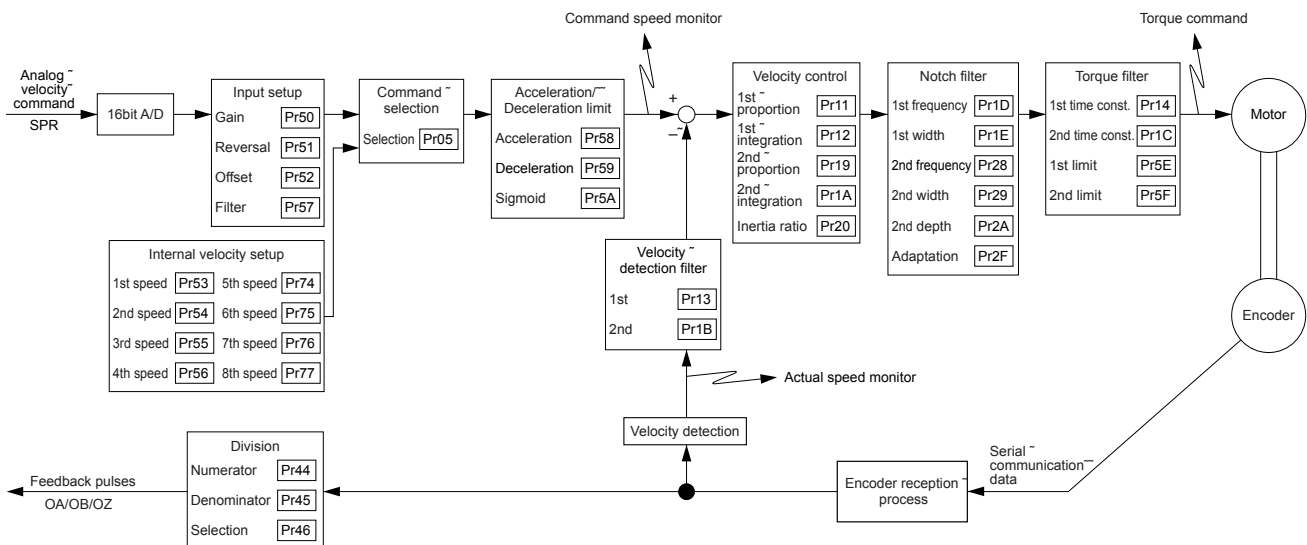 Command speed monitor
Torque command
Analog ˜
velocity˜
command
SPR
16bit A/D
Input setup
Gain Pr50
Reversal Pr51
Offset Pr52
Filter Pr57
Command ˜
selection
Selection Pr05
Acceleration/˜˜
Deceleration limit
Acceleration Pr58
Deceleration Pr59
Sigmoid Pr5A
+
–˜
Velocity control
1st ˜
proportion Pr11
1st ˜
integration Pr12
2nd ˜
proportion Pr19
2nd ˜
integration Pr1A
Inertia ratio Pr20
Notch filter
1st frequency Pr1D
1st width Pr1E
2nd frequency Pr28
2nd width Pr29
2nd depth Pr2A
Adaptation Pr2F
Torque filter
1st time const. Pr14
2nd time const. Pr1C
1st limit Pr5E
2nd limit Pr5F
Motor
Internal velocity setup
1st speed Pr53 5th speed Pr74
2nd speed Pr54 6th speed Pr75
3rd speed Pr55 7th speed Pr76
4th speed Pr56 8th speed Pr77
Velocity ˜
detection filter
1st Pr13
2nd Pr1B
Encoder
Actual speed monitor
Velocity detection
Division
Numerator Pr44
Denominator Pr45
Selection Pr46
Feedback pulses
OA/OB/OZ
Encoder reception ˜
process
Serial ˜
communication˜˜
data